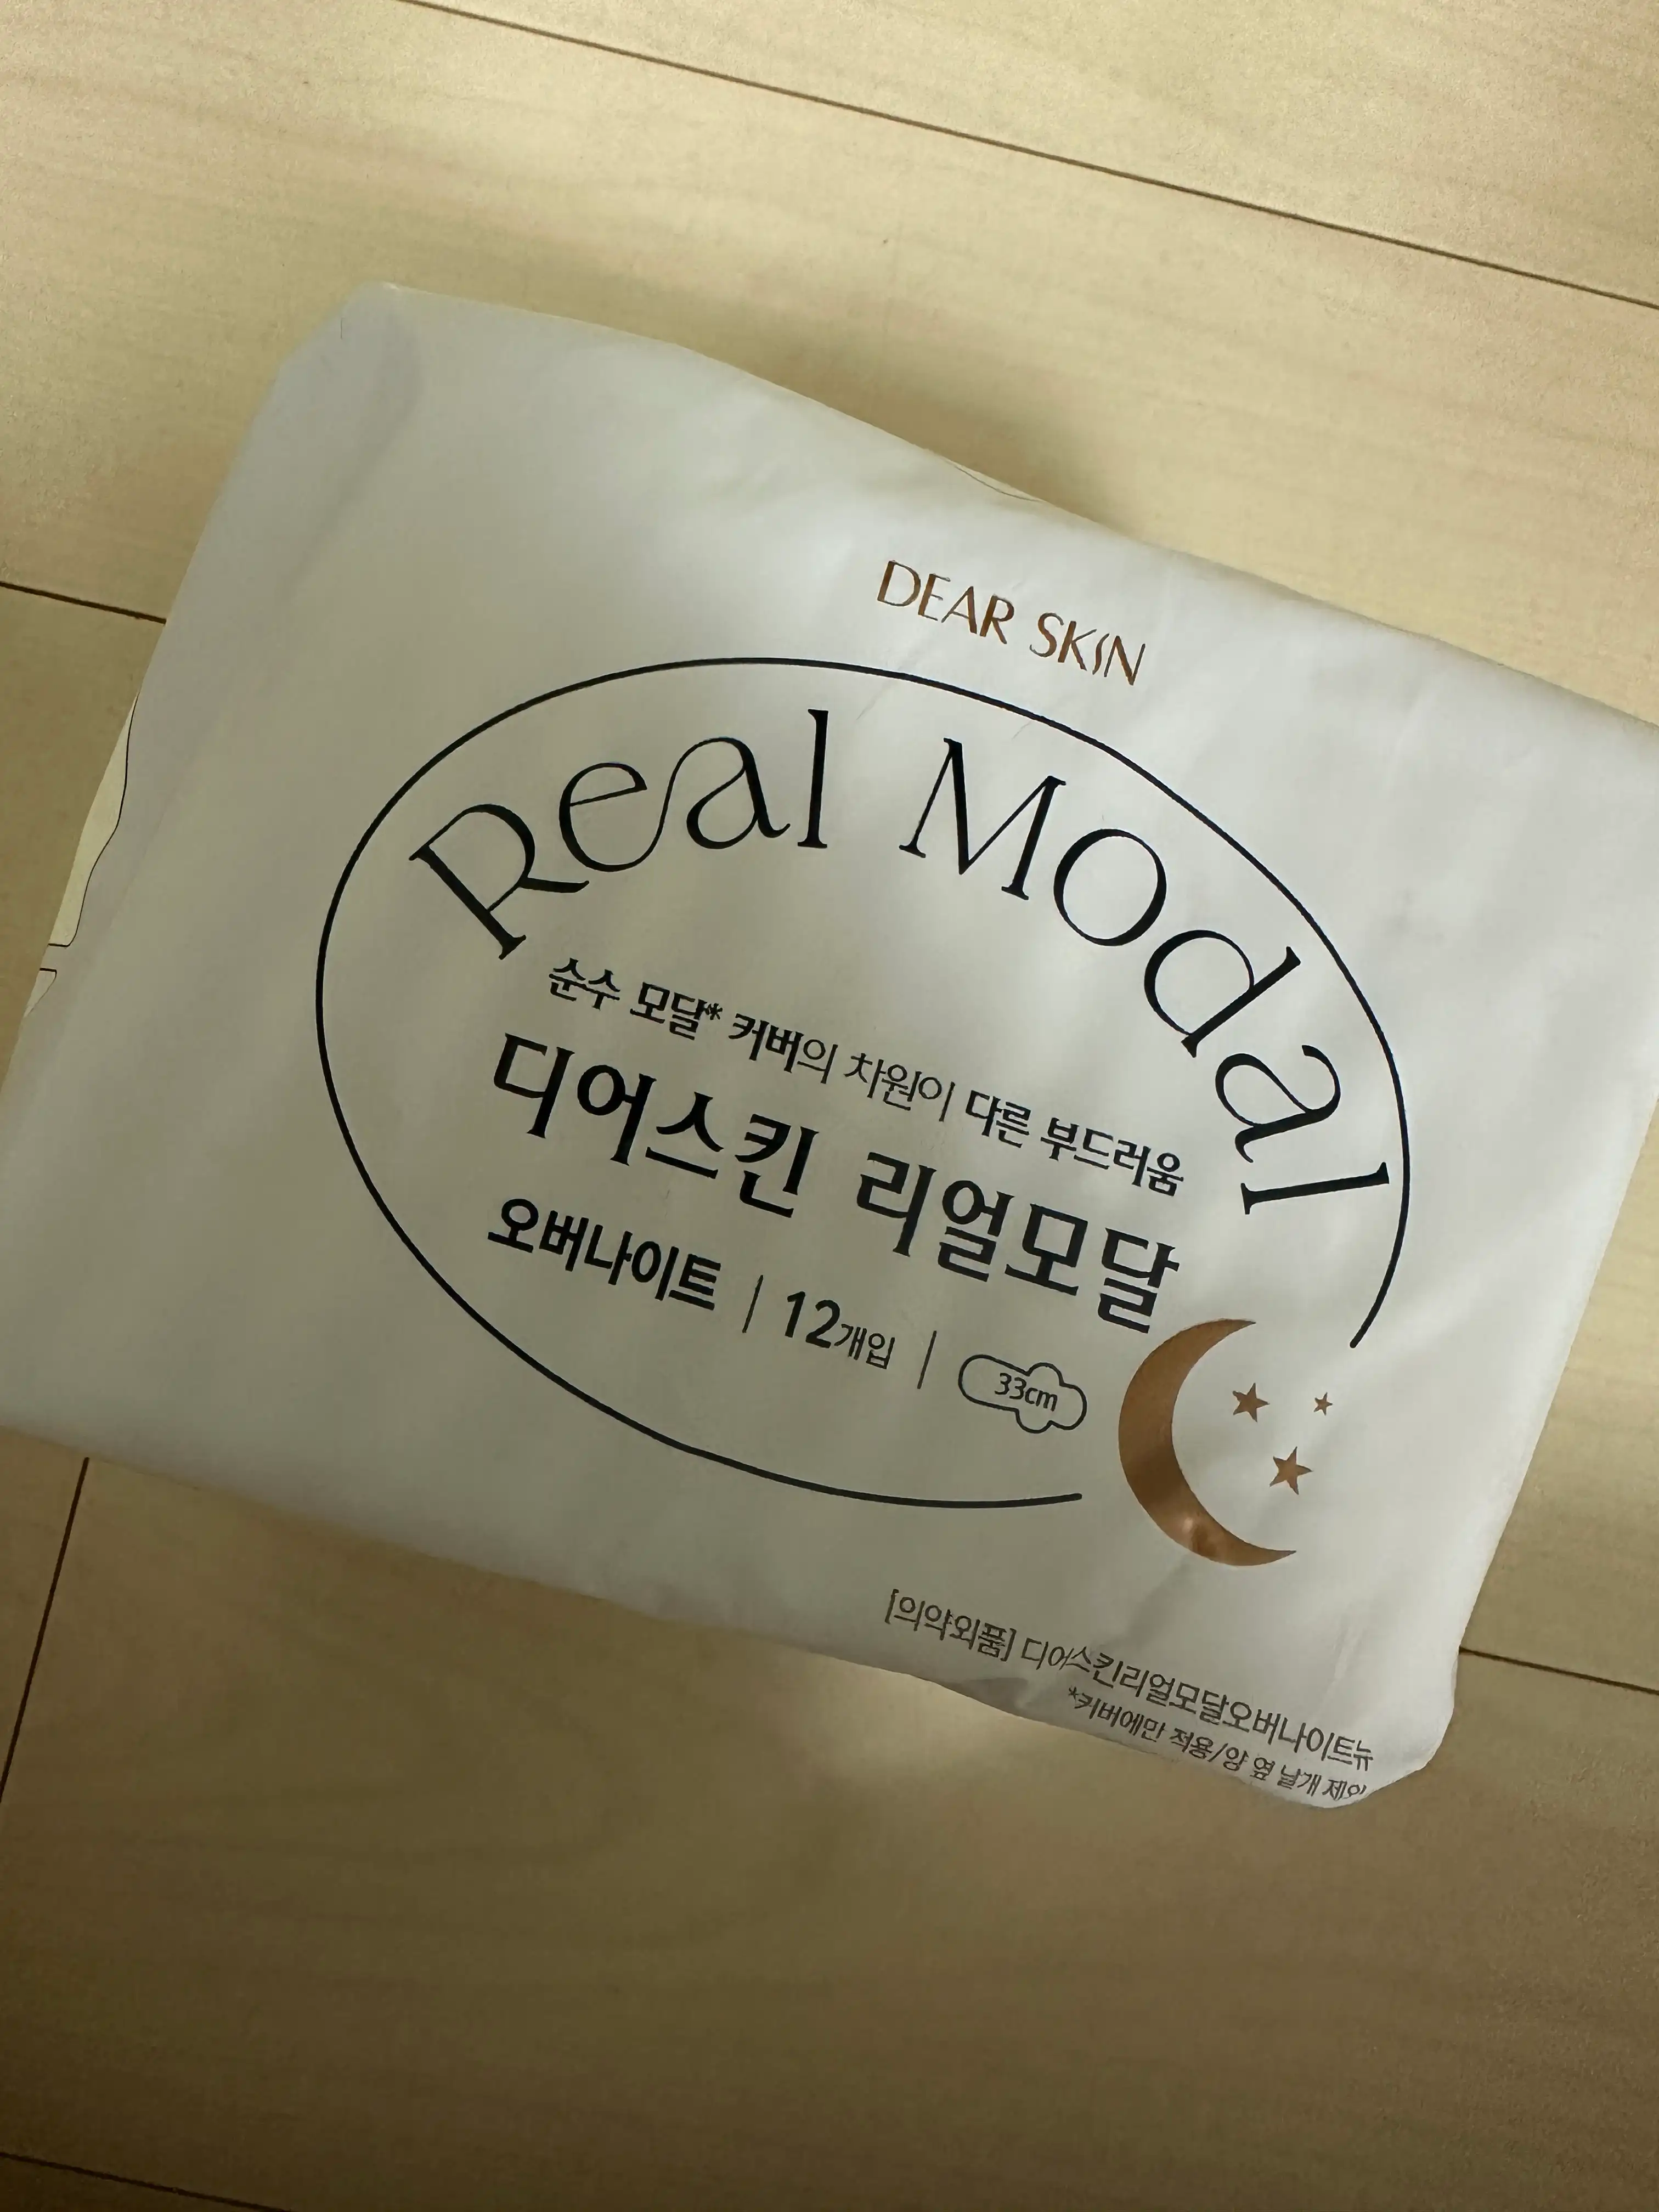 DEAR SKIN
Real Modal
순수 모달* 커버의 차원이 다른 부드러움
디어스킨 리얼모달
오버나이트 | 12개입 | 33cm
[의약외품] 디어스킨리얼모달오버나이트뉴
*커버에만 적용/양 옆 날개 제외